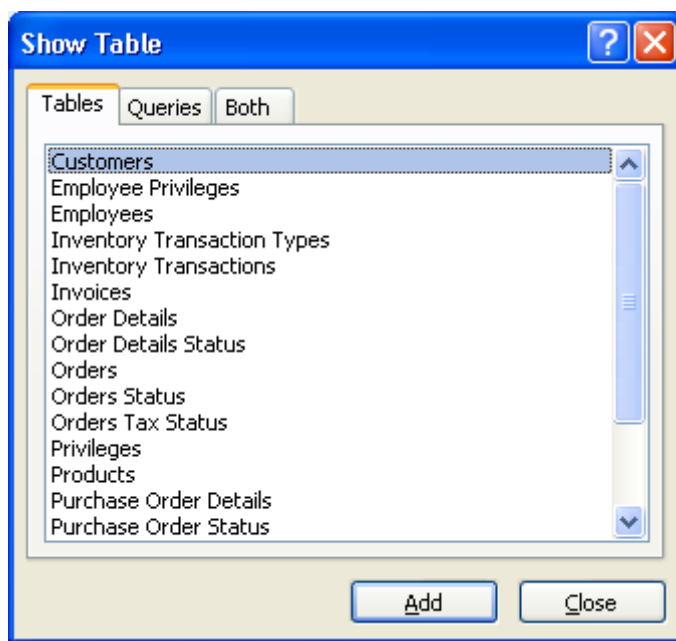 Show Table
?
Tables Queries Both
Customers
Employee Privileges
Employees
Inventory Transaction Types
Inventory Transactions
Invoices
Order Details
Order Details Status
Orders
Orders Status
Orders Tax Status
Privileges
Products
Purchase Order Details
Purchase Order Status
Add Close